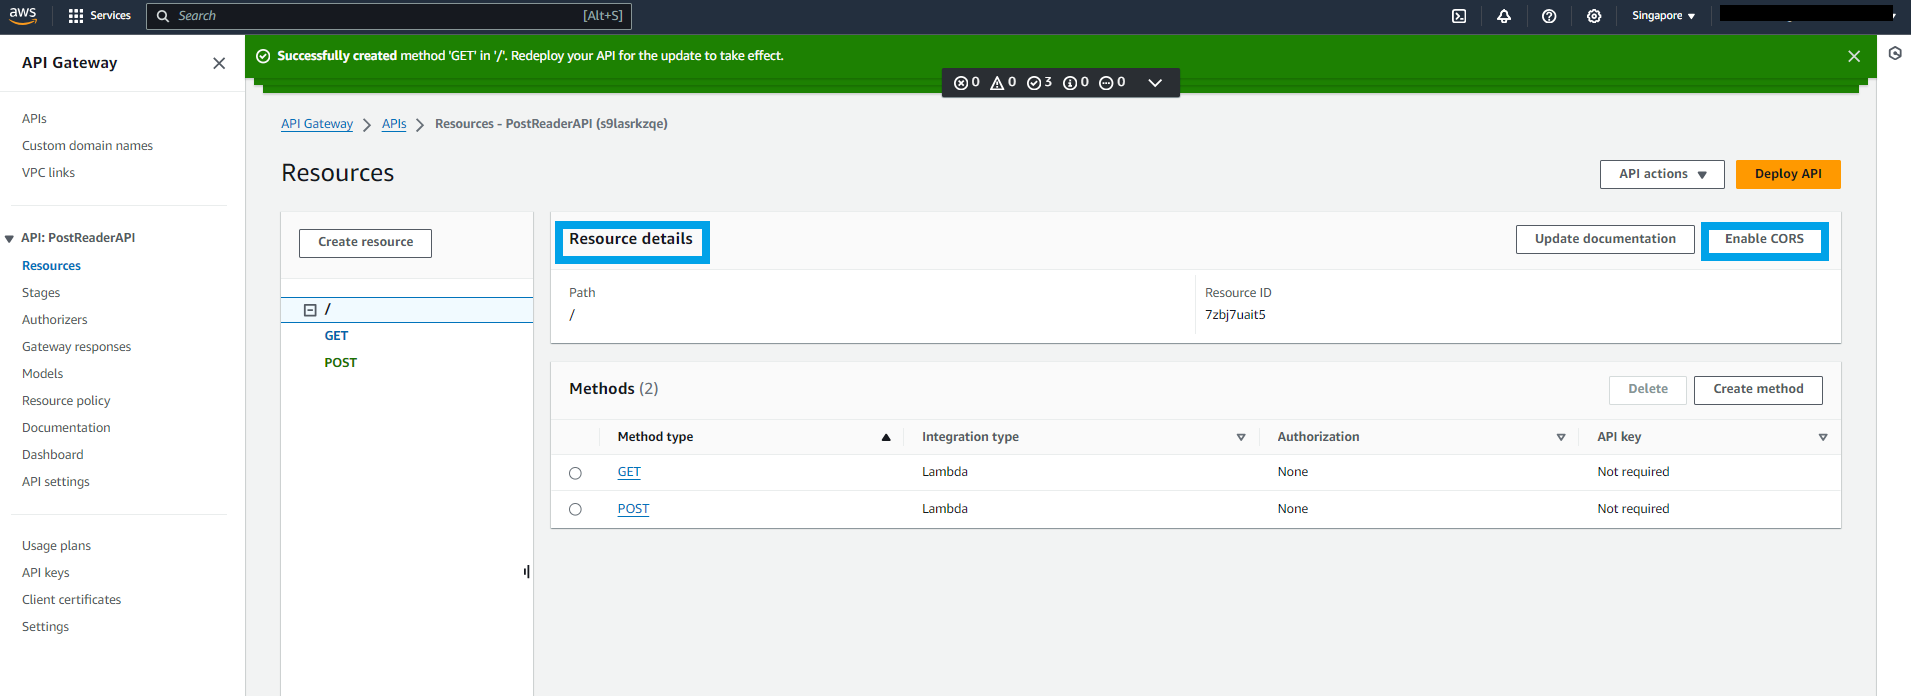 aws
Services
Search
[Alt+S]
Singapore
API Gateway
Successfully created method 'GET' in '/'. Redeploy your API for the update to take effect.
0 0 3 0 0
API Gateway > APIs > Resources - PostReaderAPI (s9lasrkzqe)
APIs
Custom domain names
VPC links
Resources
API actions
Deploy API
API: PostReaderAPI
Resources
Stages
Authorizers
Gateway responses
Models
Resource policy
Documentation
Dashboard
API settings
Usage plans
API keys
Client certificates
Settings
Create resource
/
GET
POST
Resource details
Update documentation
Enable CORS
Path
/
Resource ID
7zbj7uait5
Methods (2)
Delete
Create method
Method type Integration type Authorization API key
GET Lambda None Not required
POST Lambda None Not required